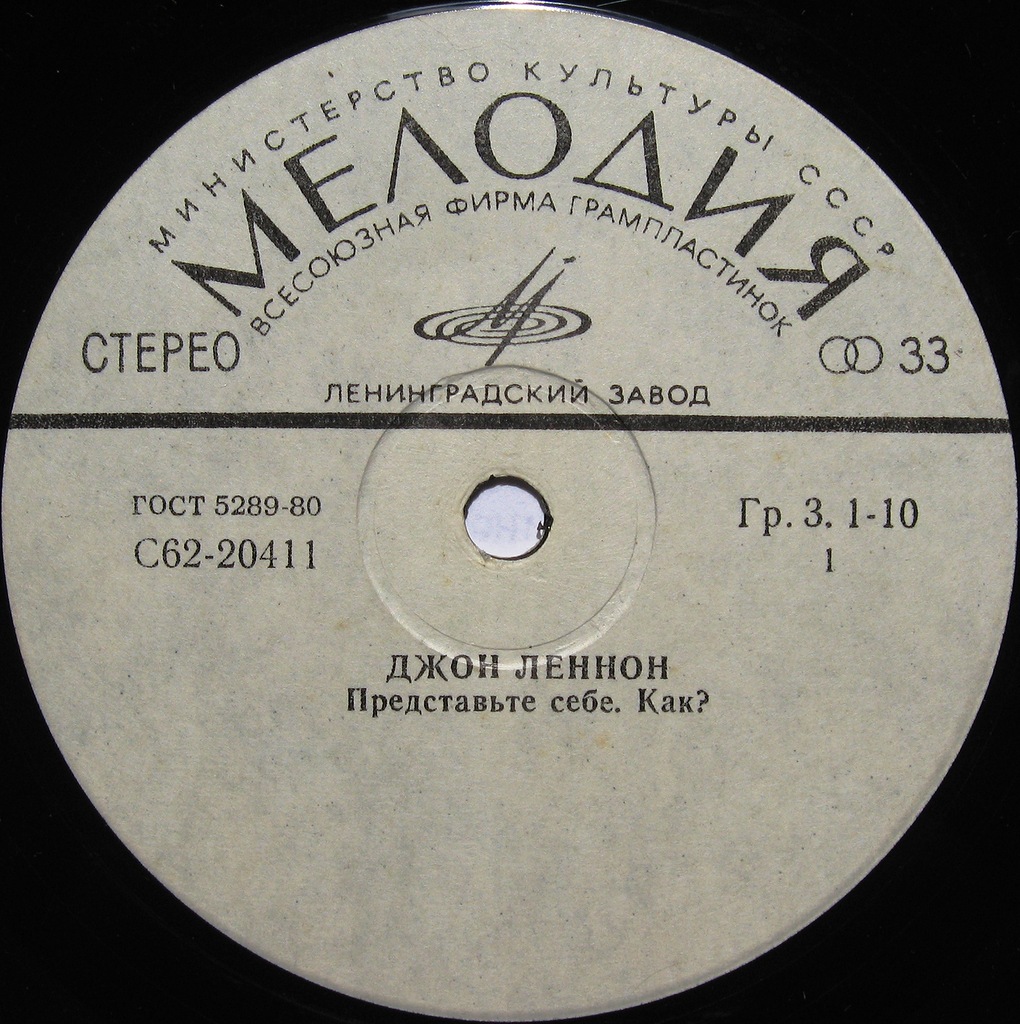 МИНИСТЕРСТВО КУЛЬТУРЫ СССР
МЕЛОДИЯ
ВСЕСОЮЗНАЯ ФИРМА ГРАМПЛАСТИНОК
СТЕРЕО
33
ЛЕНИНГРАДСКИЙ ЗАВОД
ГОСТ 5289-80
С62-20411
Гр. 3. 1-10
1
ДЖОН ЛЕННОН
Представьте себе. Как?